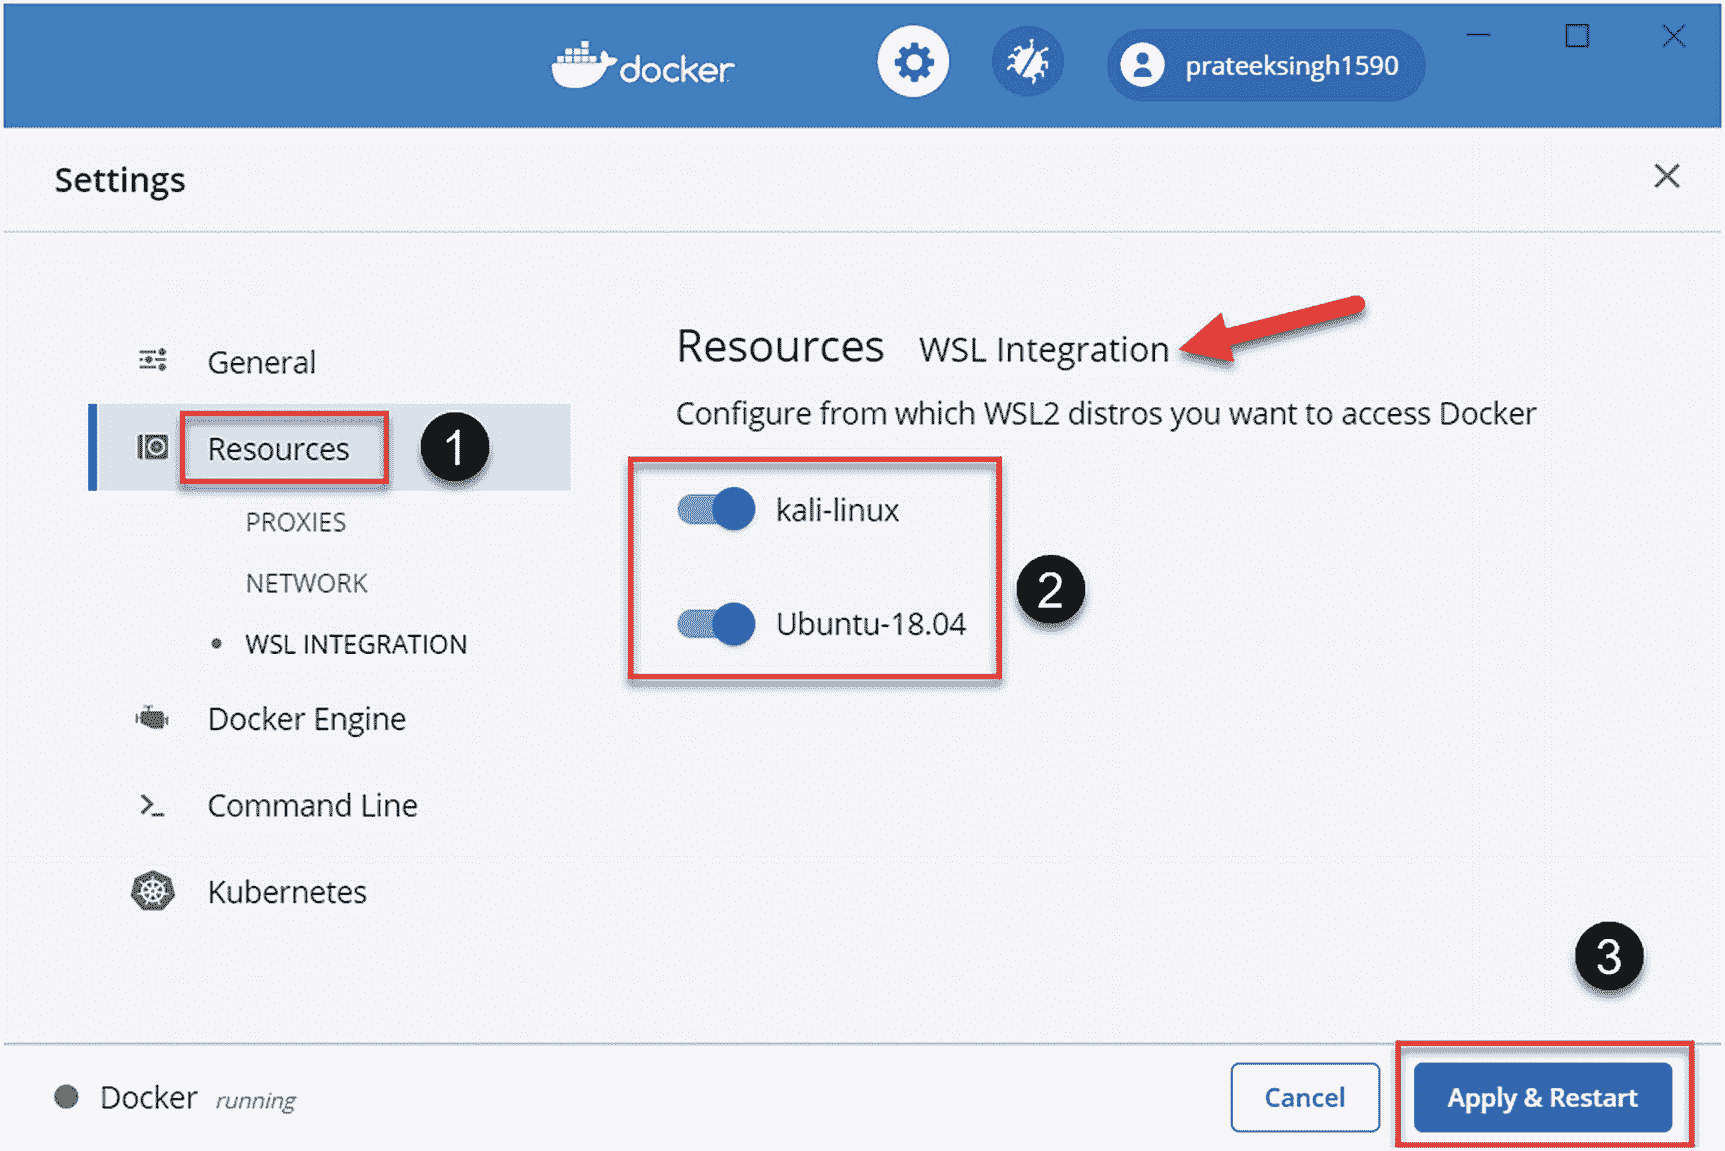 docker
prateeksingh1590
Settings
General
Resources
1
PROXIES
NETWORK
WSL INTEGRATION
Docker Engine
Command Line
Kubernetes
Resources WSL Integration
Configure from which WSL2 distros you want to access Docker
kali-linux
Ubuntu-18.04
2
3
Docker running
Cancel
Apply & Restart